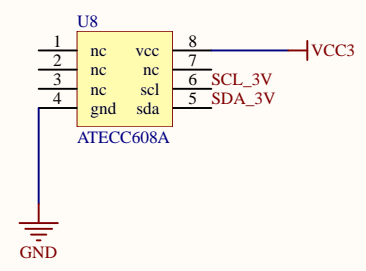 U8
1 nc vcc 8 VCC3
2 nc nc 7
3 nc scl 6 SCL_3V
4 gnd sda 5 SDA_3V
ATECC608A
GND